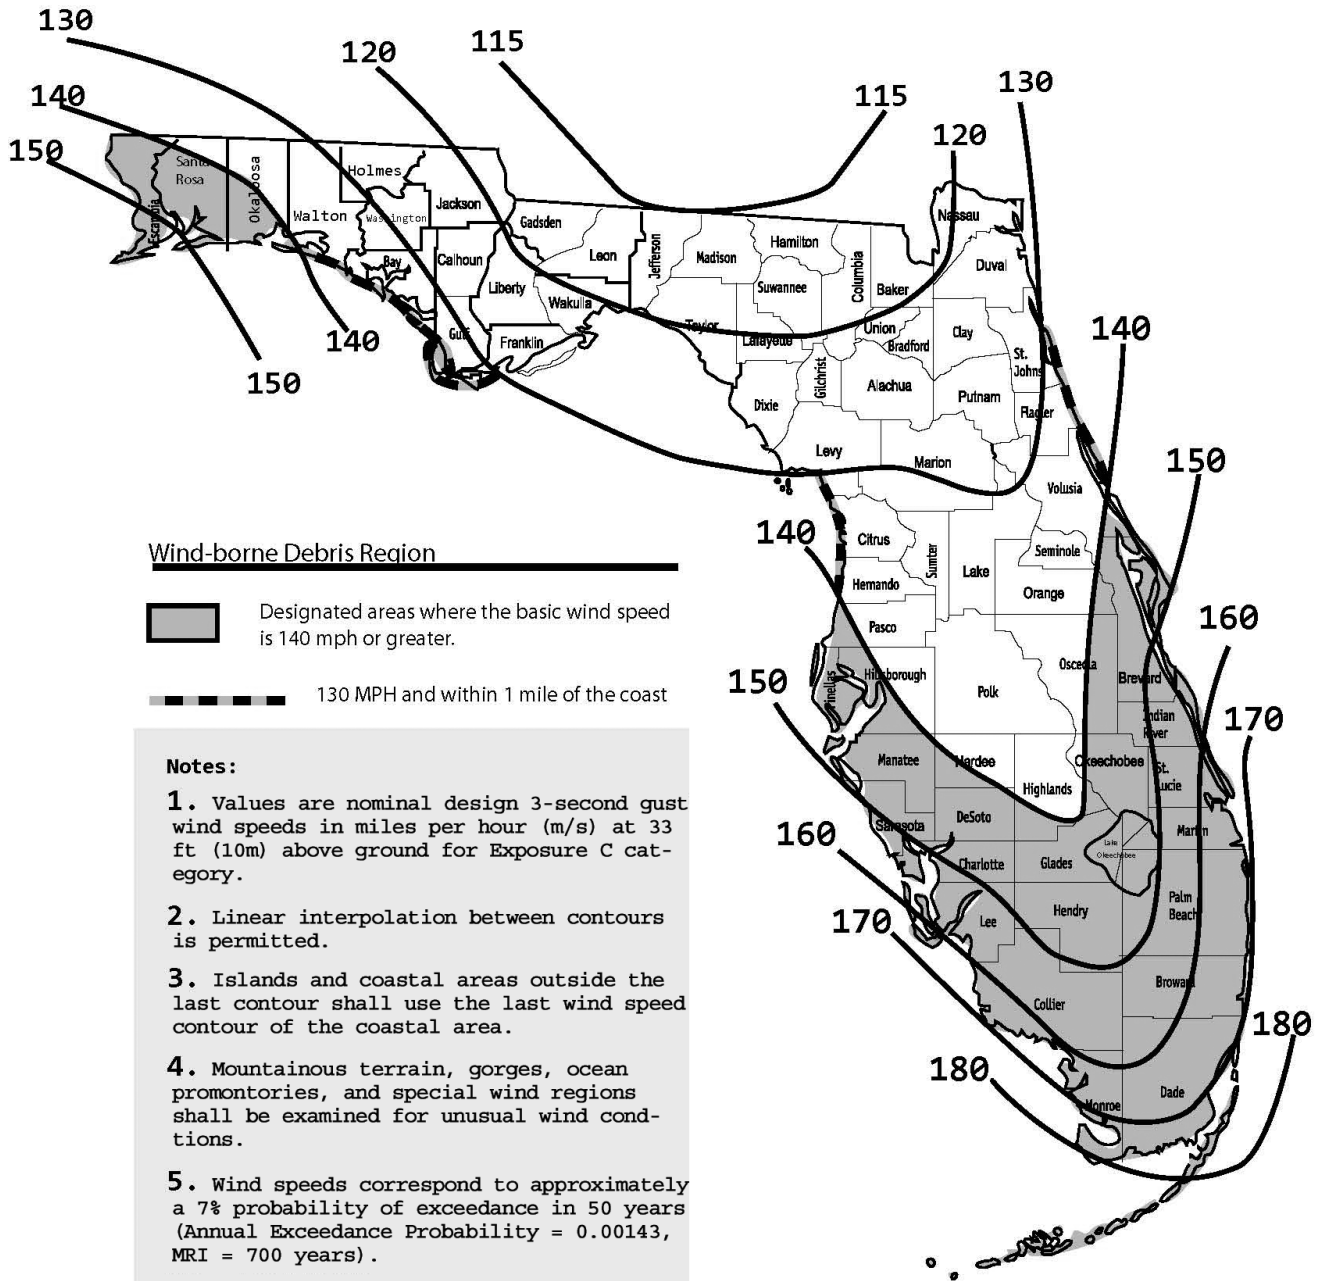 130
120
115
140
150
115
120
130
Santa
Rosa
Escambia
Okaloosa
Walton
Holmes
Washington
Jackson
Bay
Calhoun
Gulf
Gadsden
Liberty
Franklin
Leon
Wakulla
Jefferson
Madison
Taylor
Hamilton
Suwannee
Lafayette
Columbia
Baker
Nassau
Duval
Union
Bradford
Clay
St.
Johns
Gilchrist
Alachua
Putnam
Flagler
Dixie
Levy
Marion
Volusia
140
150
140
150
140
Citrus
Sumter
Hernando
Lake
Seminole
Orange
Pasco
Pinellas
Hillsborough
Polk
Osceola
Brevard
Indian
River
160
150
170
Manatee
Hardee
Highlands
Okeechobee
St.
Lucie
Sarasota
DeSoto
Martin
160
Charlotte
Glades
Lake
Okeechobee
170
Lee
Hendry
Palm
Beach
Collier
Broward
180
180
Monroe
Dade
Wind-borne Debris Region
Designated areas where the basic wind speed
is 140 mph or greater.
130 MPH and within 1 mile of the coast
Notes:
1. Values are nominal design 3-second gust
wind speeds in miles per hour (m/s) at 33
ft (10m) above ground for Exposure C cat-
egory.
2. Linear interpolation between contours
is permitted.
3. Islands and coastal areas outside the
last contour shall use the last wind speed
contour of the coastal area.
4. Mountainous terrain, gorges, ocean
promontories, and special wind regions
shall be examined for unusual wind cond-
tions.
5. Wind speeds correspond to approximately
a 7% probability of exceedance in 50 years
(Annual Exceedance Probability = 0.00143,
MRI = 700 years).